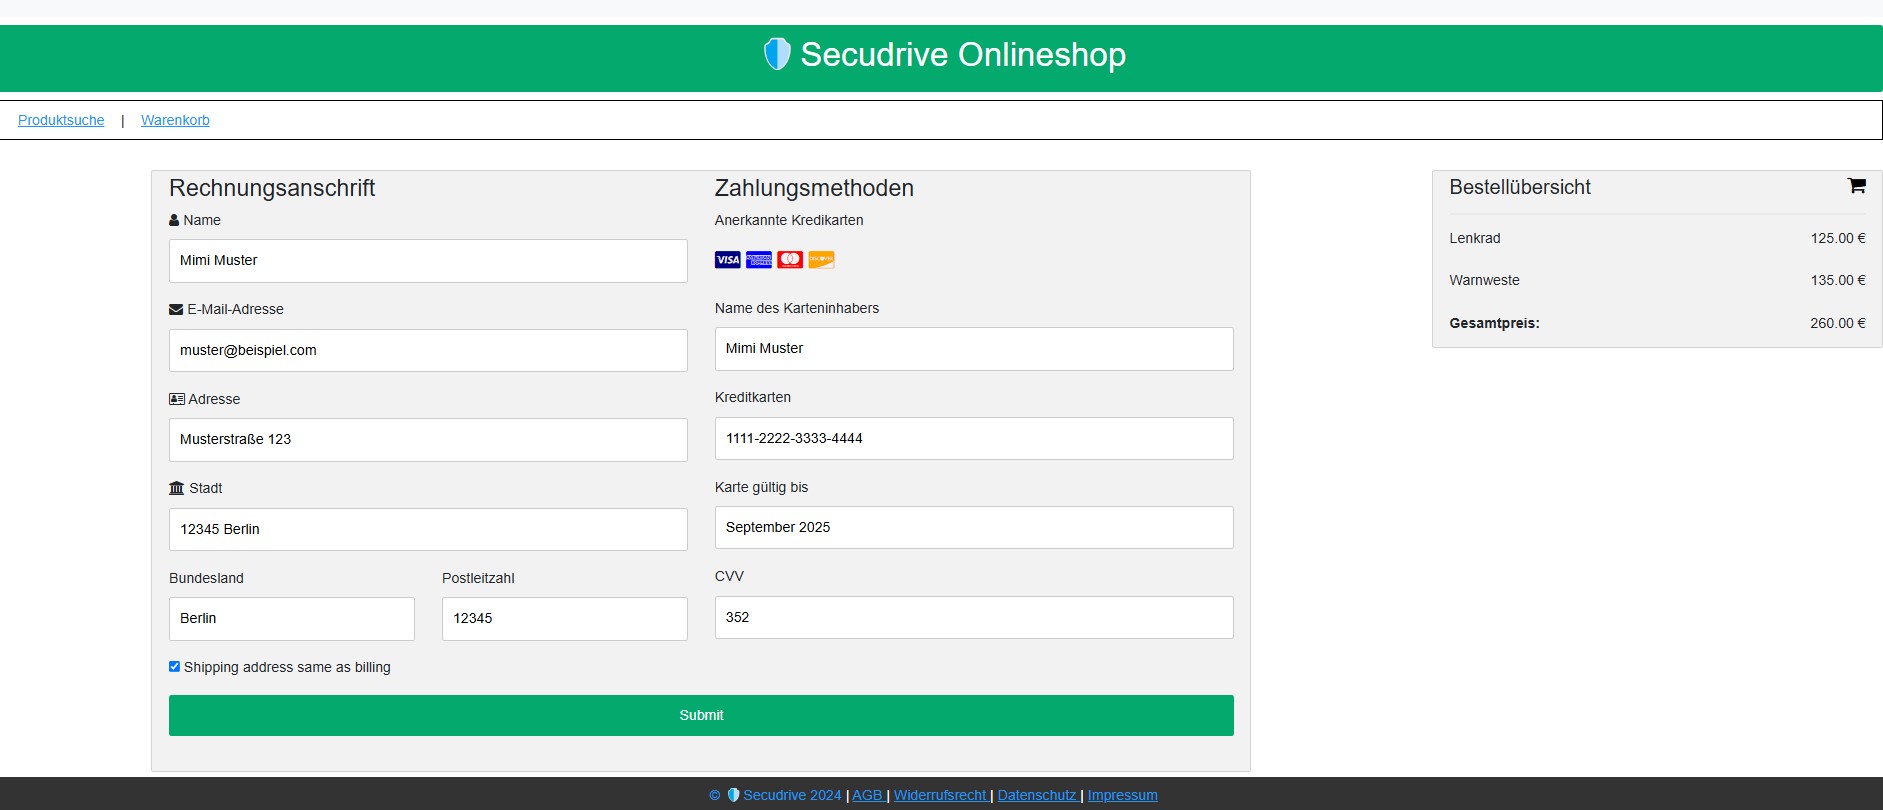 Secudrive Onlineshop
Produktsuche | Warenkorb
Rechnungsanschrift
Name
Mimi Muster
E-Mail-Adresse
muster@beispiel.com
Adresse
Musterstraße 123
Stadt
12345 Berlin
Bundesland
Berlin
Postleitzahl
12345
Shipping address same as billing
Zahlungsmethoden
Anerkannte Kredikarten
VISA
DISCOVER
Name des Karteninhabers
Mimi Muster
Kreditkarten
1111-2222-3333-4444
Karte gültig bis
September 2025
CVV
352
Submit
Bestellübersicht
Lenkrad 125.00 €
Warnweste 135.00 €
Gesamtpreis: 260.00 €
© Secudrive 2024 | AGB | Widerrufsrecht | Datenschutz | Impressum